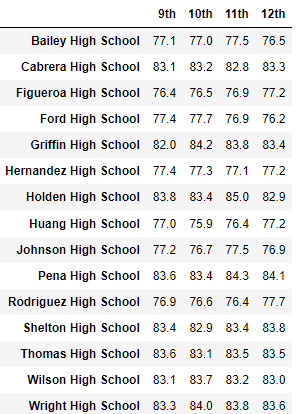 9th 10th 11th 12th
Bailey High School 77.1 77.0 77.5 76.5
Cabrera High School 83.1 83.2 82.8 83.3
Figueroa High School 76.4 76.5 76.9 77.2
Ford High School 77.4 77.7 76.9 76.2
Griffin High School 82.0 84.2 83.8 83.4
Hernandez High School 77.4 77.3 77.1 77.2
Holden High School 83.8 83.4 85.0 82.9
Huang High School 77.0 75.9 76.4 77.2
Johnson High School 77.2 76.7 77.5 76.9
Pena High School 83.6 83.4 84.3 84.1
Rodriguez High School 76.9 76.6 76.4 77.7
Shelton High School 83.4 82.9 83.4 83.8
Thomas High School 83.6 83.1 83.5 83.5
Wilson High School 83.1 83.7 83.2 83.0
Wright High School 83.3 84.0 83.8 83.6